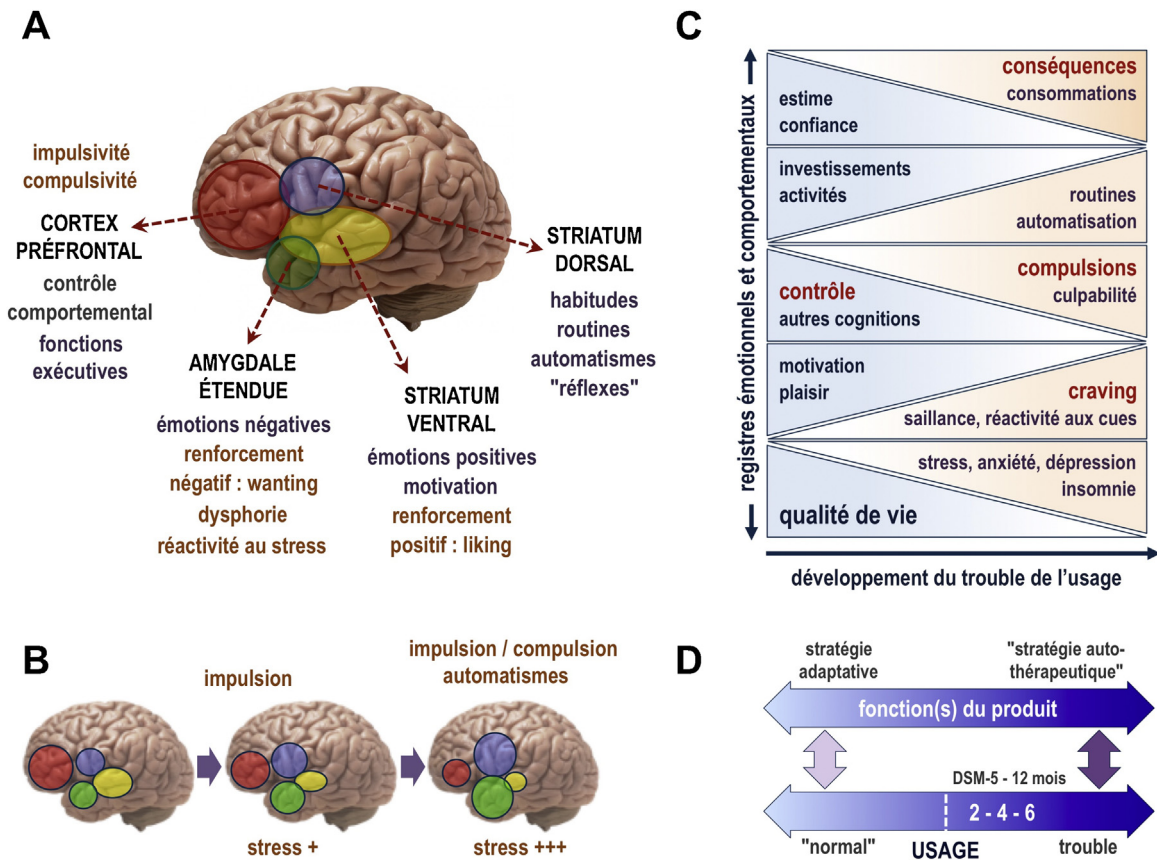 A
impulsivité
compulsivité
CORTEX
PRÉFRONTAL
contrôle
comportemental
fonctions
exécutives
AMYGDALE
ÉTENDUE
émotions négatives
renforcement
négatif : wanting
dysphorie
réactivité au stress
STRIATUM
VENTRAL
émotions positives
motivation
renforcement
positif : liking
STRIATUM
DORSAL
habitudes
routines
automatismes
"réflexes"
B
impulsion
impulsion / compulsion
automatismes
stress +
stress +++
C
registres émotionnels et comportementaux
estime
confiance
conséquences
consommations
investissements
activités
routines
automatisation
contrôle
autres cognitions
compulsions
culpabilité
motivation
plaisir
craving
saillance, réactivité aux cues
qualité de vie
stress, anxiété, dépression
insomnie
développement du trouble de l'usage
D
stratégie
adaptative
"stratégie auto-
thérapeutique"
fonction(s) du produit
DSM-5 - 12 mois
2 - 4 - 6
"normal"
USAGE
trouble